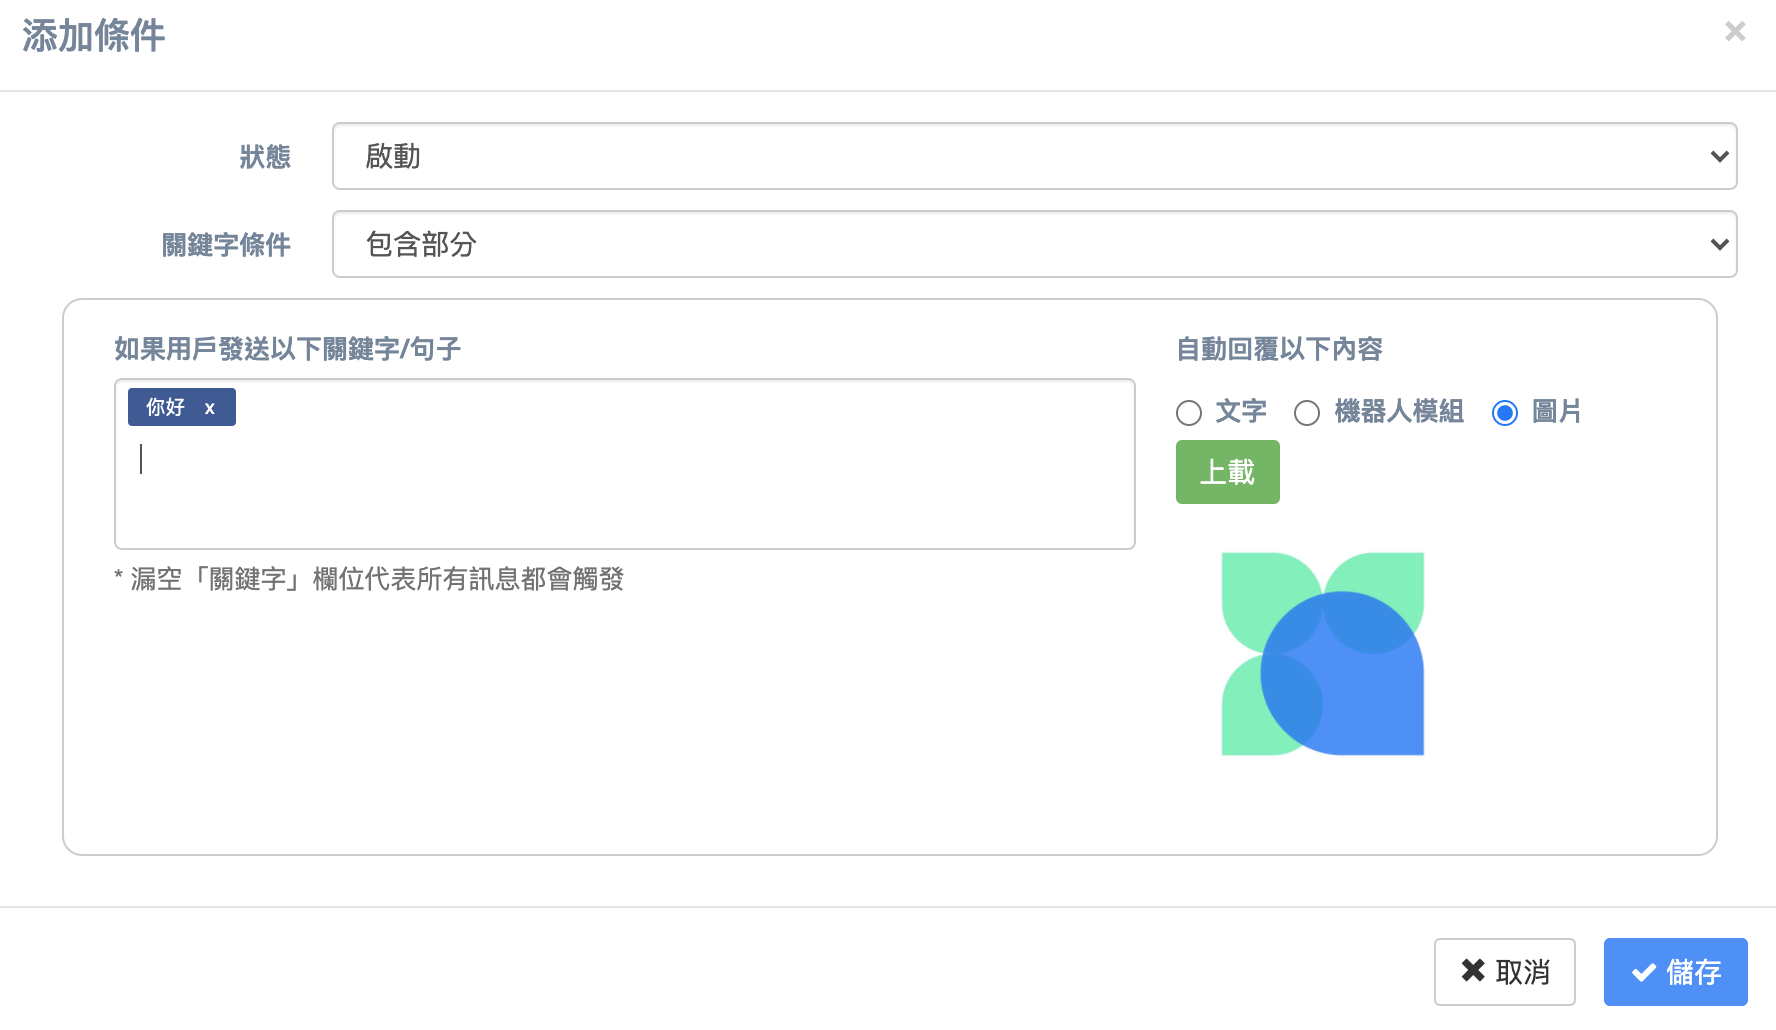 添加條件
狀態
啟動
關鍵字條件
包含部分
如果用戶發送以下關鍵字/句子
你好 x
* 漏空「關鍵字」欄位代表所有訊息都會觸發
自動回覆以下內容
文字 機器人模組 圖片
上載
取消
儲存